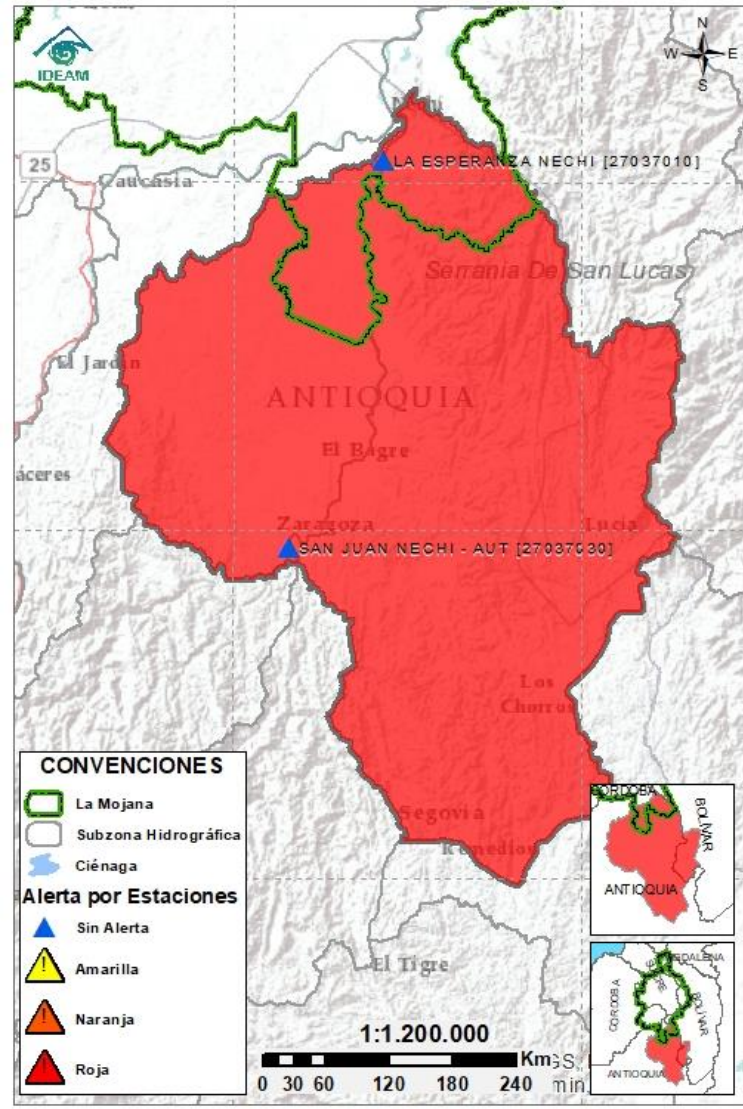 IDEAM
N
W E
S
25
Caucasia
LA ESPERANZA NECHI [27037010]
Serrania De San Lucas
El Jardin
ANTIOQUIA
El Bagre
áceres
Zaragoza
Lucia
SAN JUAN NECHI - AUT [27037030]
Los
Chorros
Segovia
Remedios
El Tigre
CONVENCIONES
La Mojana
Subzona Hidrográfica
Ciénaga
Alerta por Estaciones
Sin Alerta
Amarilla
Naranja
Roja
1:1.200.000
Km
0 30 60 120 180 240
CORDOBA
BOLÍVAR
ANTIOQUIA
CORDOBA
BOLIVAR
ANTIOQUIA